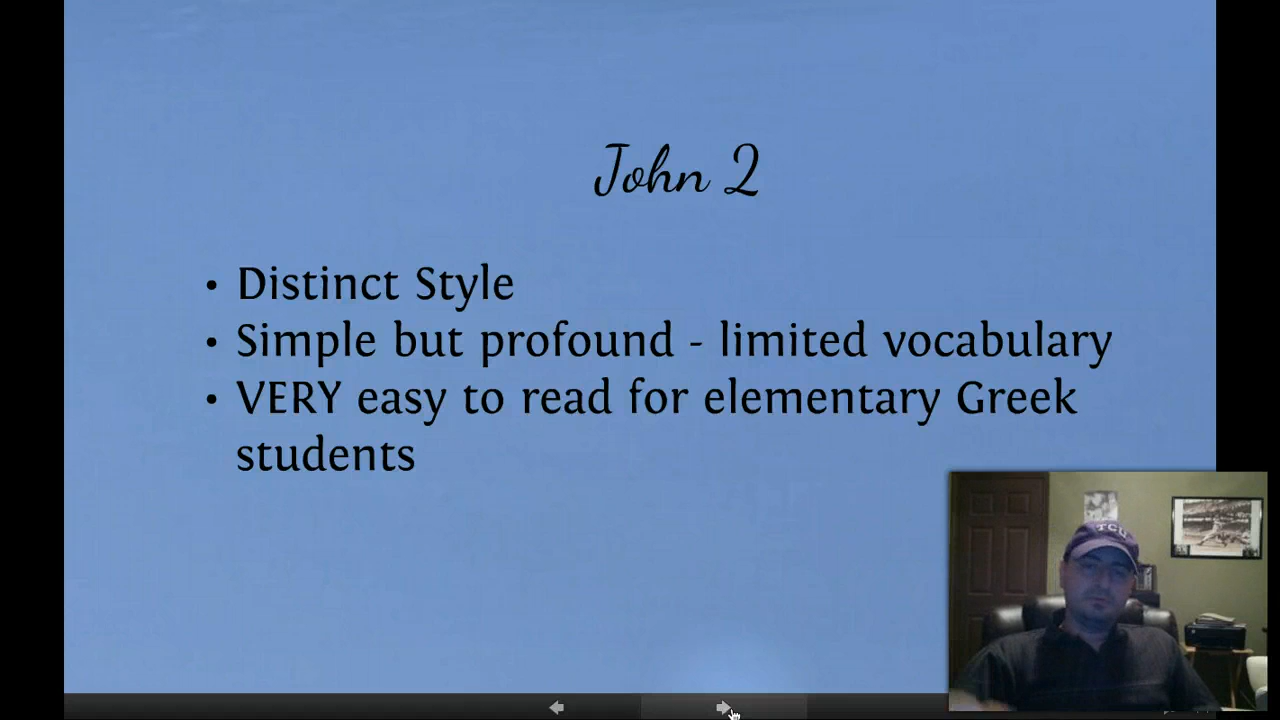 John 2
• Distinct Style
• Simple but profound - limited vocabulary
• VERY easy to read for elementary Greek
students
TCU